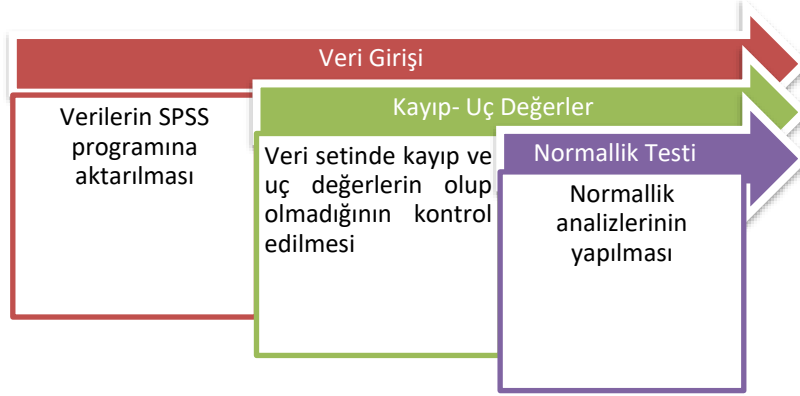 Veri Girişi
Verilerin SPSS
programına
aktarılması
Kayıp- Uç Değerler
Veri setinde kayıp ve
uç değerlerin olup
olmadığının kontrol
edilmesi
Normallik Testi
Normallik
analizlerinin
yapılması